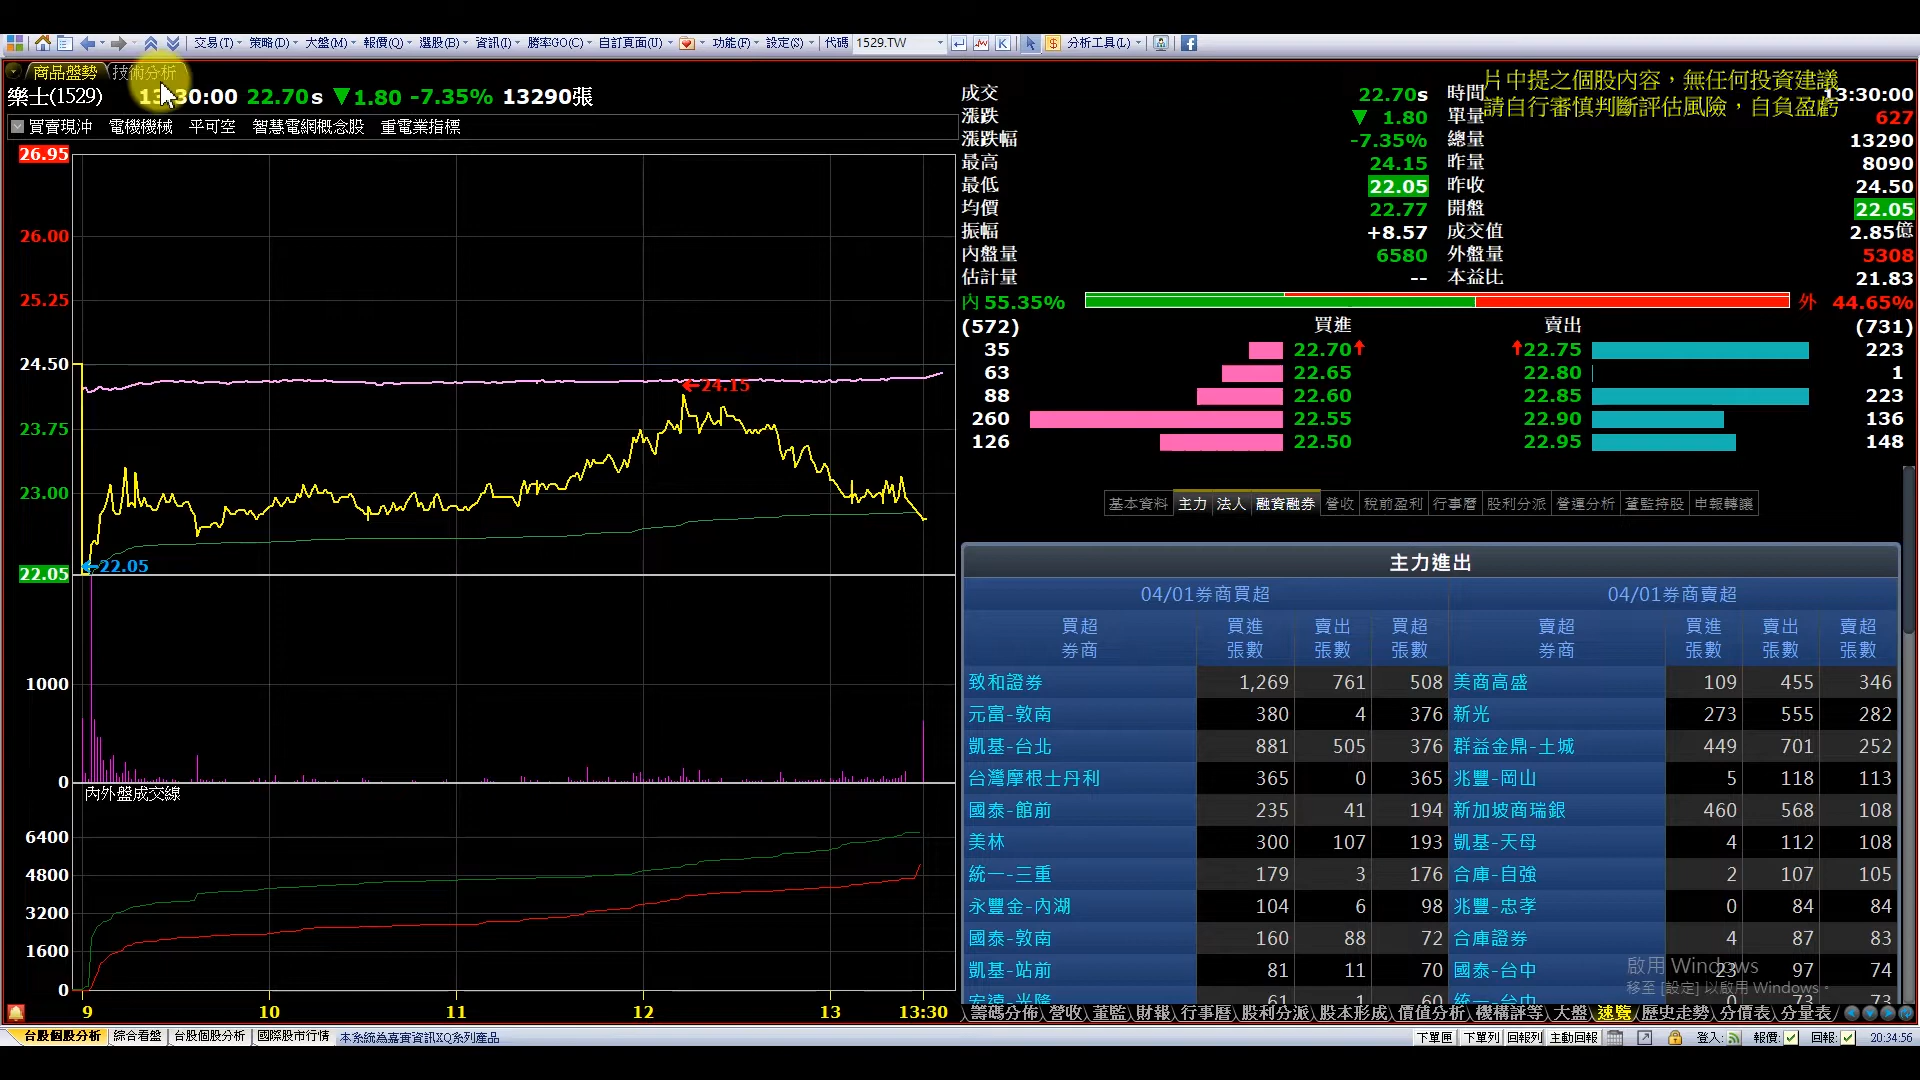 交易(T) 策略(D) 大盤(M) 報價(Q) 選股(B) 資訊(I) 勝率GO(C) 自訂頁面(U) 功能(F) 設定(S) 代碼 1529.TW K $ 分析工具(L)
商品盤勢 技術分析
片中提之個股內容，無任何投資建議
請自行審慎判斷評估風險，自負盈虧
樂士(1529) 13:30:00 22.70s ▼1.80 -7.35% 13290張
買賣現沖 電機機械 平可空 智慧電網概念股 重電業指標
成交 22.70s 時間 13:30:00
漲跌 ▼ 1.80 單量 627
漲跌幅 -7.35% 總量 13290
最高 24.15 昨量 8090
最低 22.05 昨收 24.50
均價 22.77 開盤 22.05
振幅 +8.57 成交值 2.85億
內盤量 6580 外盤量 5308
估計量 -- 本益比 21.83
內 55.35% 外 44.65%
(572) 買進 賣出 (731)
35 22.70 22.75 223
63 22.65 22.80 1
88 22.60 22.85 223
260 22.55 22.90 136
126 22.50 22.95 148
26.95
26.00
25.25
24.50
24.15
23.75
23.00
22.05
22.05
1000
0
內外盤成交線
6400
4800
3200
1600
0
9 10 11 12 13 13:30
基本資料 主力 法人 融資融券 營收 稅前盈利 行事曆 股利分派 營運分析 董監持股 申報轉讓
主力進出
04/01券商買超 04/01券商賣超
買超券商 買進張數 賣出張數 買超張數 賣超券商 買進張數 賣出張數 賣超張數
致和證券 1,269 761 508 美商高盛 109 455 346
元富-敦南 380 4 376 新光 273 555 282
凱基-台北 881 505 376 群益金鼎-土城 449 701 252
台灣摩根士丹利 365 0 365 兆豐-岡山 5 118 113
國泰-館前 235 41 194 新加坡商瑞銀 460 568 108
美林 300 107 193 凱基-天母 4 112 108
統一-三重 179 3 176 合庫-自強 2 107 105
永豐金-內湖 104 6 98 兆豐-忠孝 0 84 84
國泰-敦南 160 88 72 合庫證券 4 87 83
凱基-站前 81 11 70 國泰-台中 23 97 74
宏遠-光隆 61 1 60 統一-台中 0 73 73
啟用 Windows
移至 [設定] 以啟用 Windows。
籌碼分佈 營收 董監 財報 行事曆 股利分派 股本形成 價值分析 機構評等 大盤 速覽 歷史走勢 分價表 分量表
台股個股分析 綜合看盤 台股個股分析 國際股市行情 本系統為嘉實資訊XQ系列產品 下單匣 下單列 回報列 主動回報 登入: 報價: 回報: 20:34:56